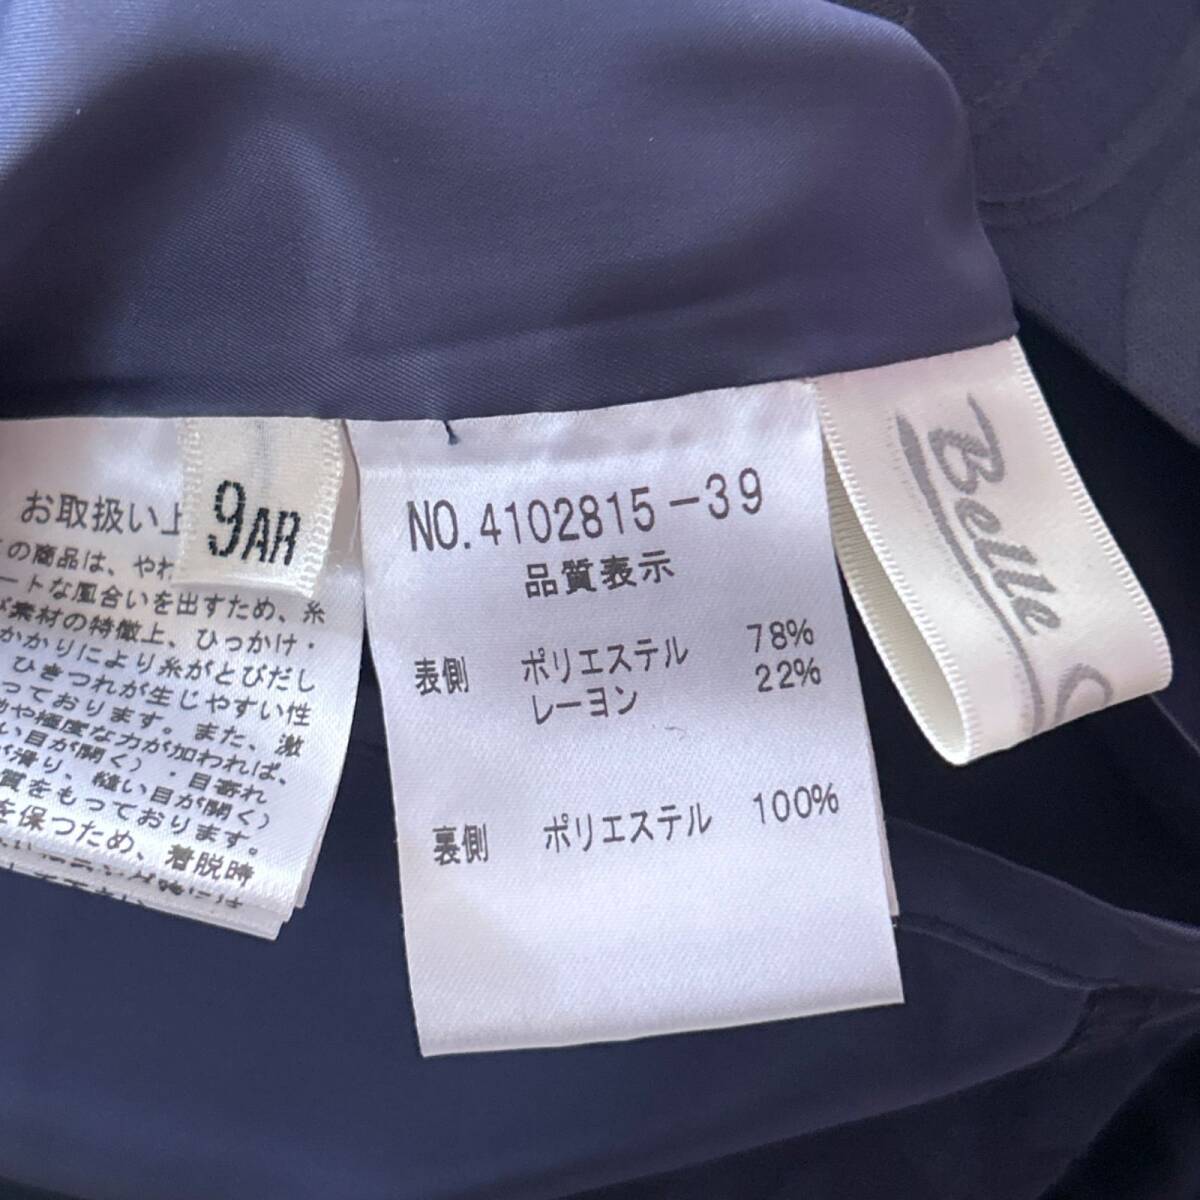 お取扱い上
9AR
の商品は、やわ
ートな風合いを出すため、糸
が素材の特徴上、ひっかけ・
かかりにより糸がとびだし
ひきつれが生じやすい性
っております。また、激
や極度な力が加われば、
い目が開く）・目寄れ
が滑り、縫い目が開く）
質をもっております。
を保つため、着脱時
NO.4102815-39
品質表示
表側 ポリエステル 78%
レーヨン 22%
裏側 ポリエステル 100%
Belle